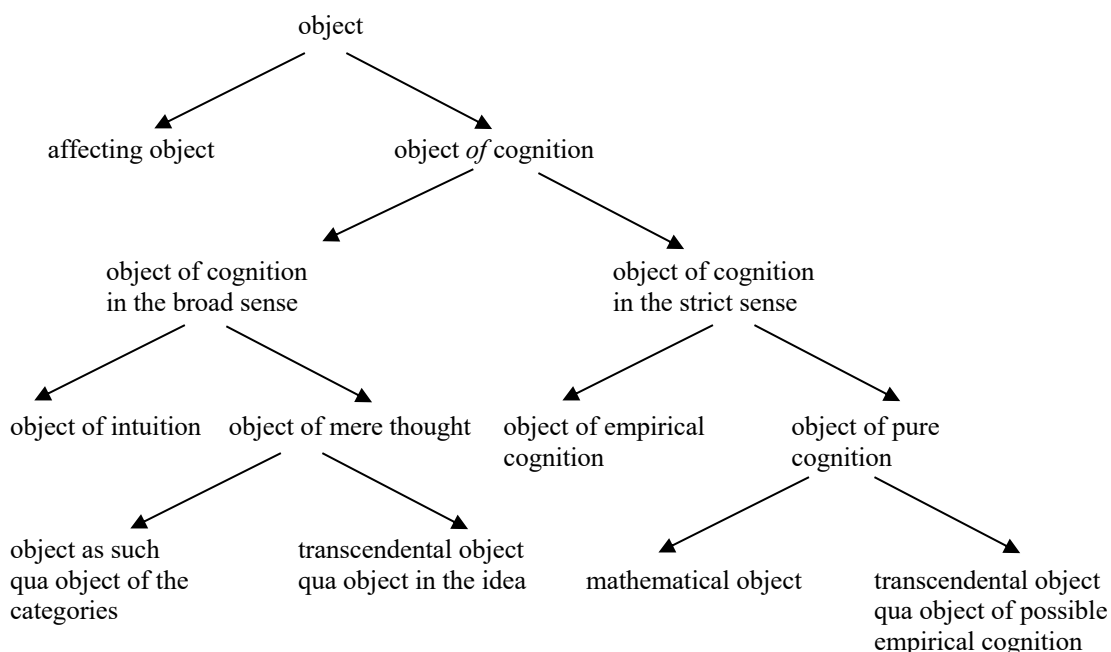 object
affecting object
object of cognition
object of cognition
in the broad sense
object of cognition
in the strict sense
object of intuition
object of mere thought
object of empirical
cognition
object of pure
cognition
object as such
qua object of the
categories
transcendental object
qua object in the idea
mathematical object
transcendental object
qua object of possible
empirical cognition